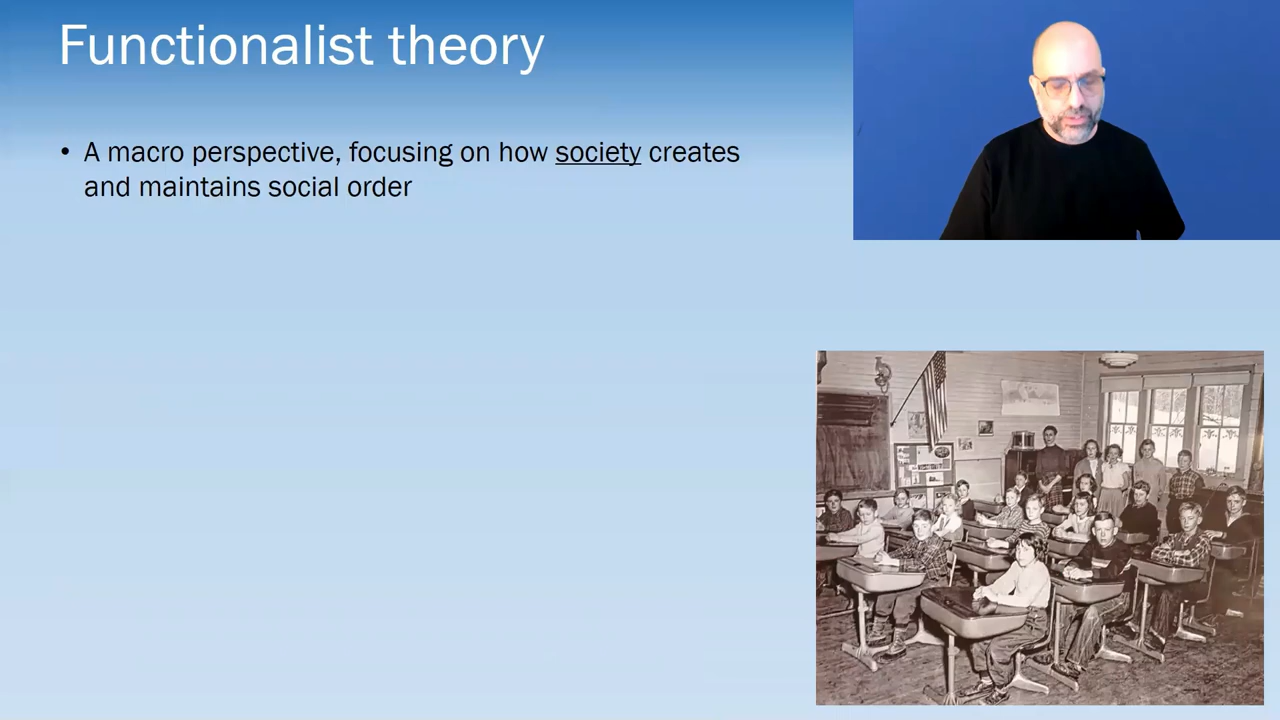 Functionalist theory
• A macro perspective, focusing on how society creates
and maintains social order